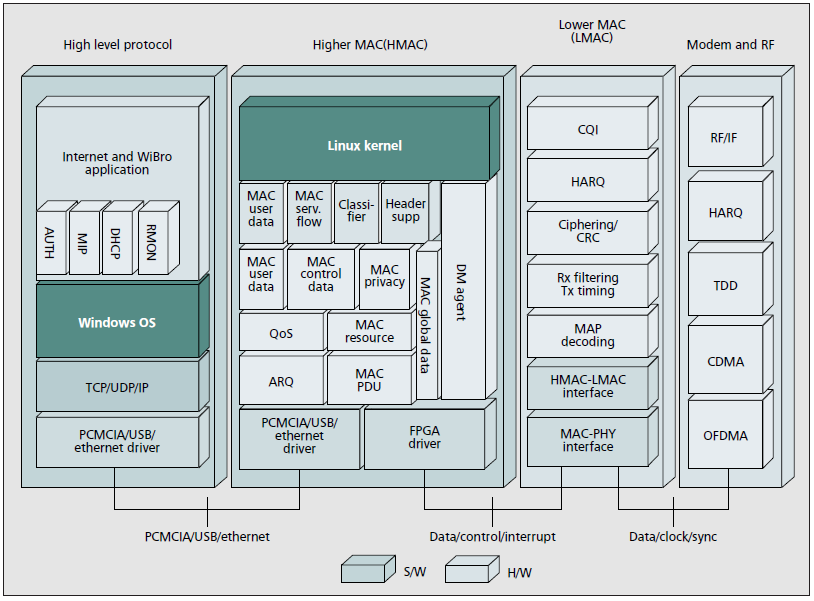 High level protocol
Higher MAC(HMAC)
Lower MAC
(LMAC)
Modem and RF
Internet and WiBro
application
AUTH
MIP
DHCP
RMON
Windows OS
TCP/UDP/IP
PCMCIA/USB/
ethernet driver
Linux kernel
MAC
user
data
MAC
serv.
flow
Classi-
fier
Header
supp
MAC
user
data
MAC
control
data
MAC
privacy
MAC global data
DM agent
QoS
MAC
resource
ARQ
MAC
PDU
PCMCIA/USB/
ethernet
driver
FPGA
driver
CQI
HARQ
Ciphering/
CRC
Rx filtering
Tx timing
MAP
decoding
HMAC-LMAC
interface
MAC-PHY
interface
RF/IF
HARQ
TDD
CDMA
OFDMA
PCMCIA/USB/ethernet
Data/control/interrupt
Data/clock/sync
S/W
H/W